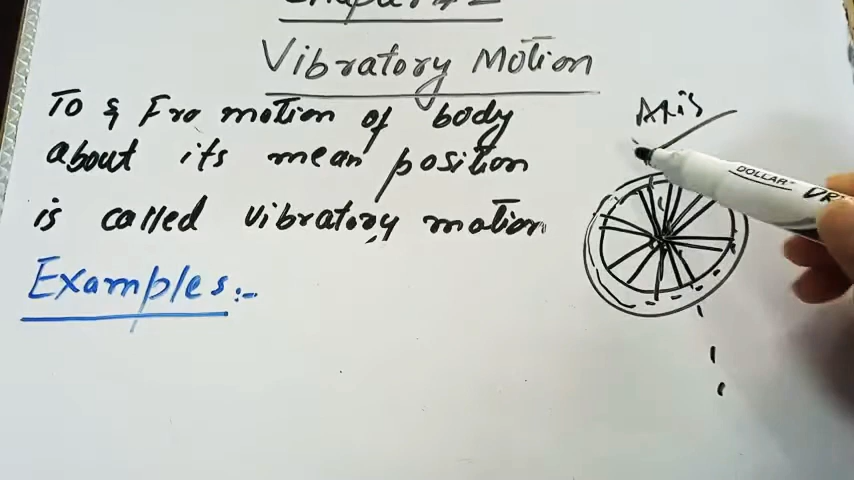 Vibratory Motion
To & Fro motion of body
Axis
about its mean position
is called vibratory motion
Examples:-
DOLLAR